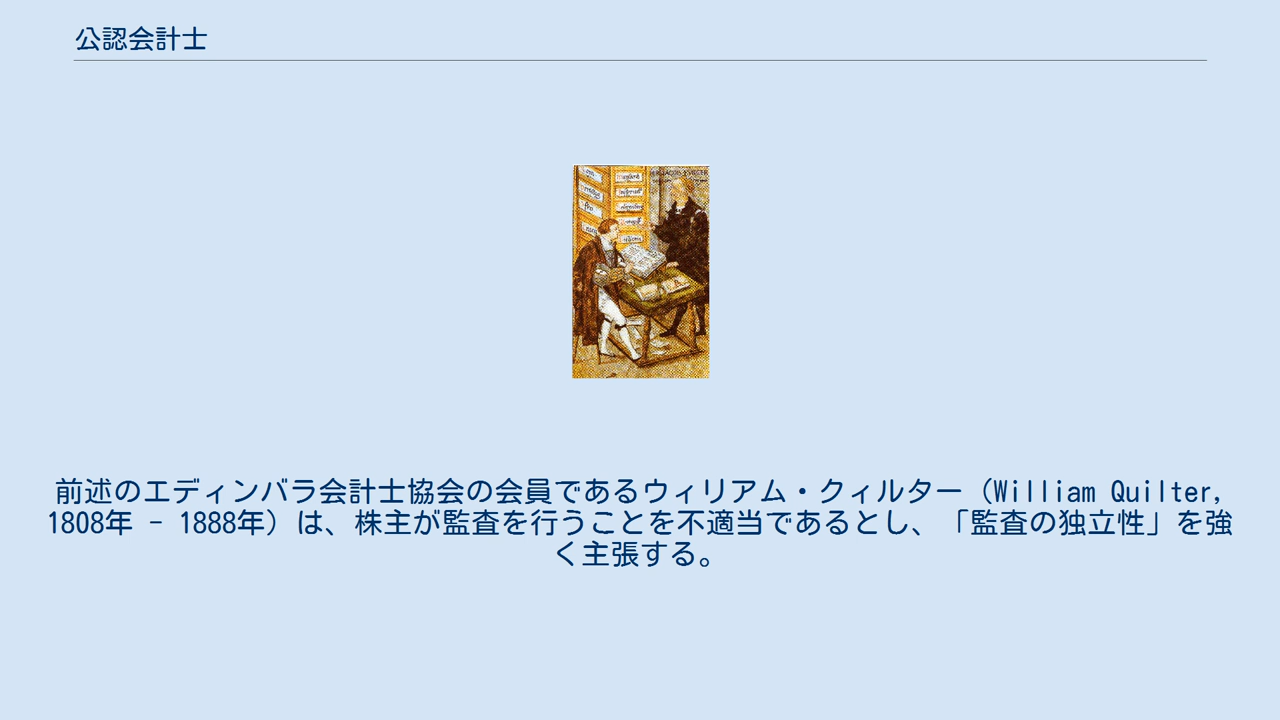 公認会計士
前述のエディンバラ会計士協会の会員であるウィリアム・クィルター（William Quilter,
1808年 - 1888年）は、株主が監査を行うことを不適当であるとし、「監査の独立性」を強
く主張する。